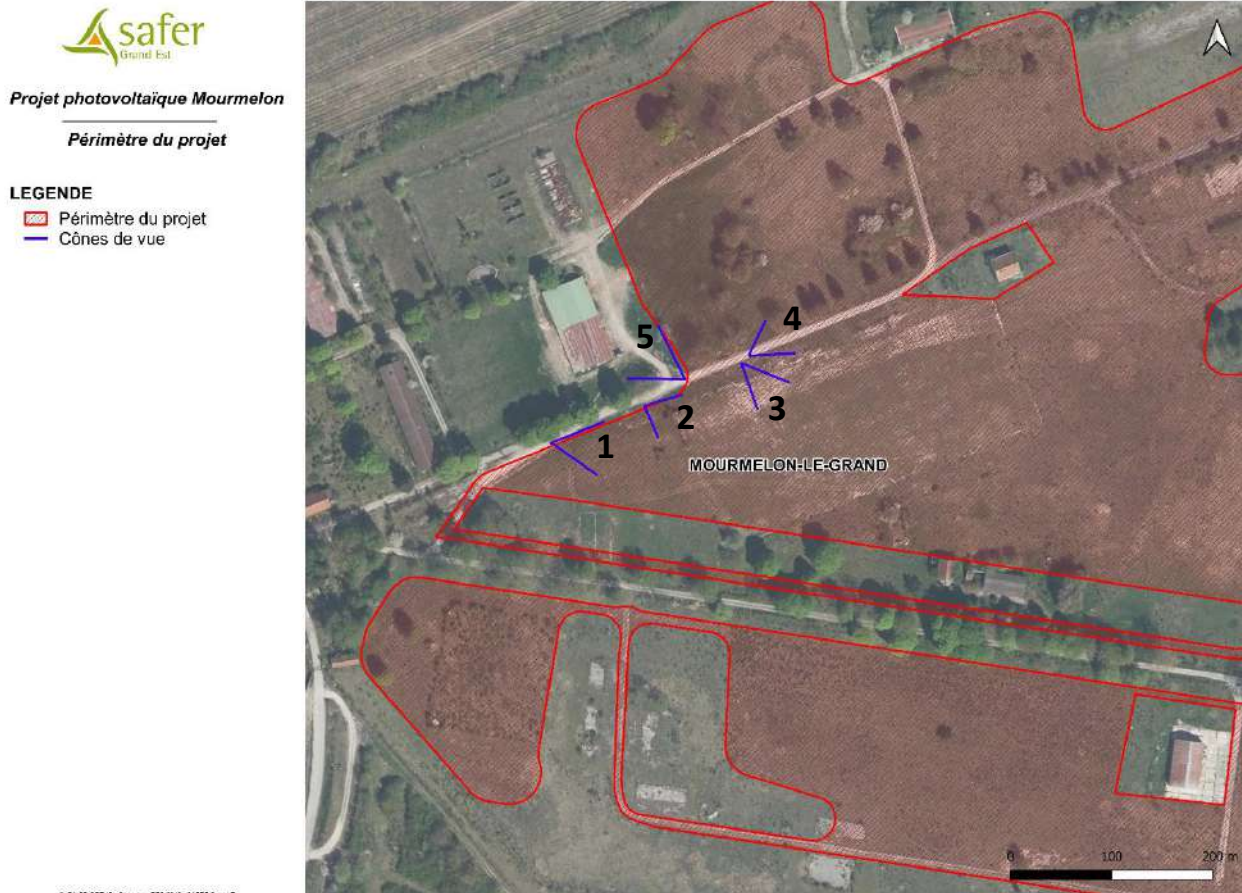 safer
Grand Est
Projet photovoltaïque Mourmelon
Périmètre du projet
LEGENDE
Périmètre du projet
Cônes de vue
4
5
2
3
1
MOURMELON-LE-GRAND
0 100 200 m